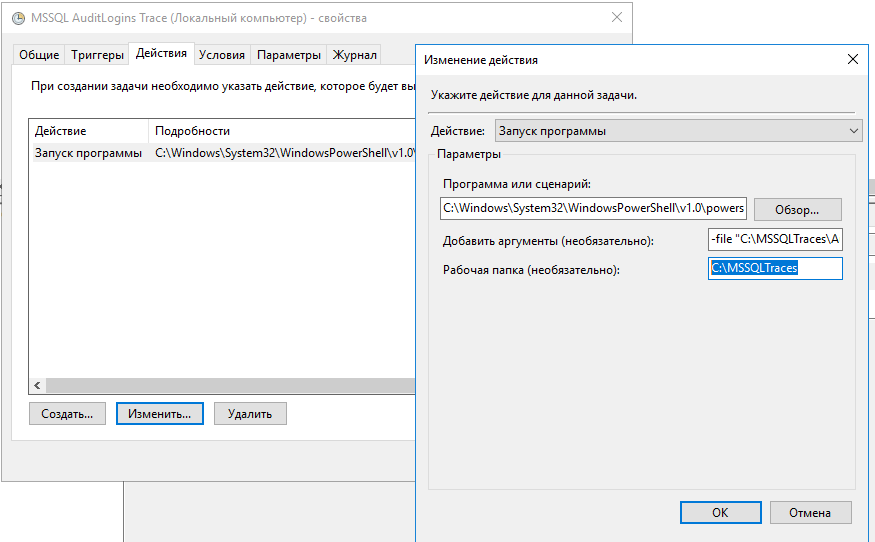 MSSQL AuditLogins Trace (Локальный компьютер) - свойства
Общие Триггеры Действия Условия Параметры Журнал
При создании задачи необходимо указать действие, которое будет вы
Действие Подробности
Запуск программы C:\Windows\System32\WindowsPowerShell\v1.0\
Создать... Изменить... Удалить
Изменение действия
Укажите действие для данной задачи.
Действие: Запуск программы
Параметры
Программа или сценарий:
C:\Windows\System32\WindowsPowerShell\v1.0\powers Обзор...
Добавить аргументы (необязательно): -file "C:\MSSQLTraces\A
Рабочая папка (необязательно): C:\MSSQLTraces
OK Отмена